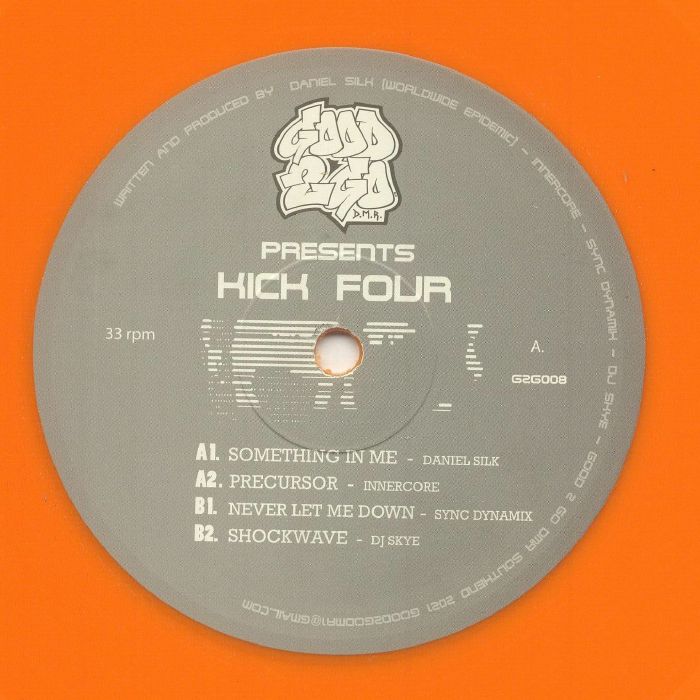 WRITTEN AND PRODUCED BY DANIEL SILK (WORLDWIDE EPIDEMIC) - INNERCORE - SYNC DYNAMIX - DJ SKYE - GOOD 2 GO DMR SOUTHEND 2021 GOOD2GODMR1@GMAIL.COM
GOOD
2GO
D.M.R.
PRESENTS
KICK FOUR
33 rpm
A.
G2G008
A1. SOMETHING IN ME - DANIEL SILK
A2. PRECURSOR - INNERCORE
B1. NEVER LET ME DOWN - SYNC DYNAMIX
B2. SHOCKWAVE - DJ SKYE